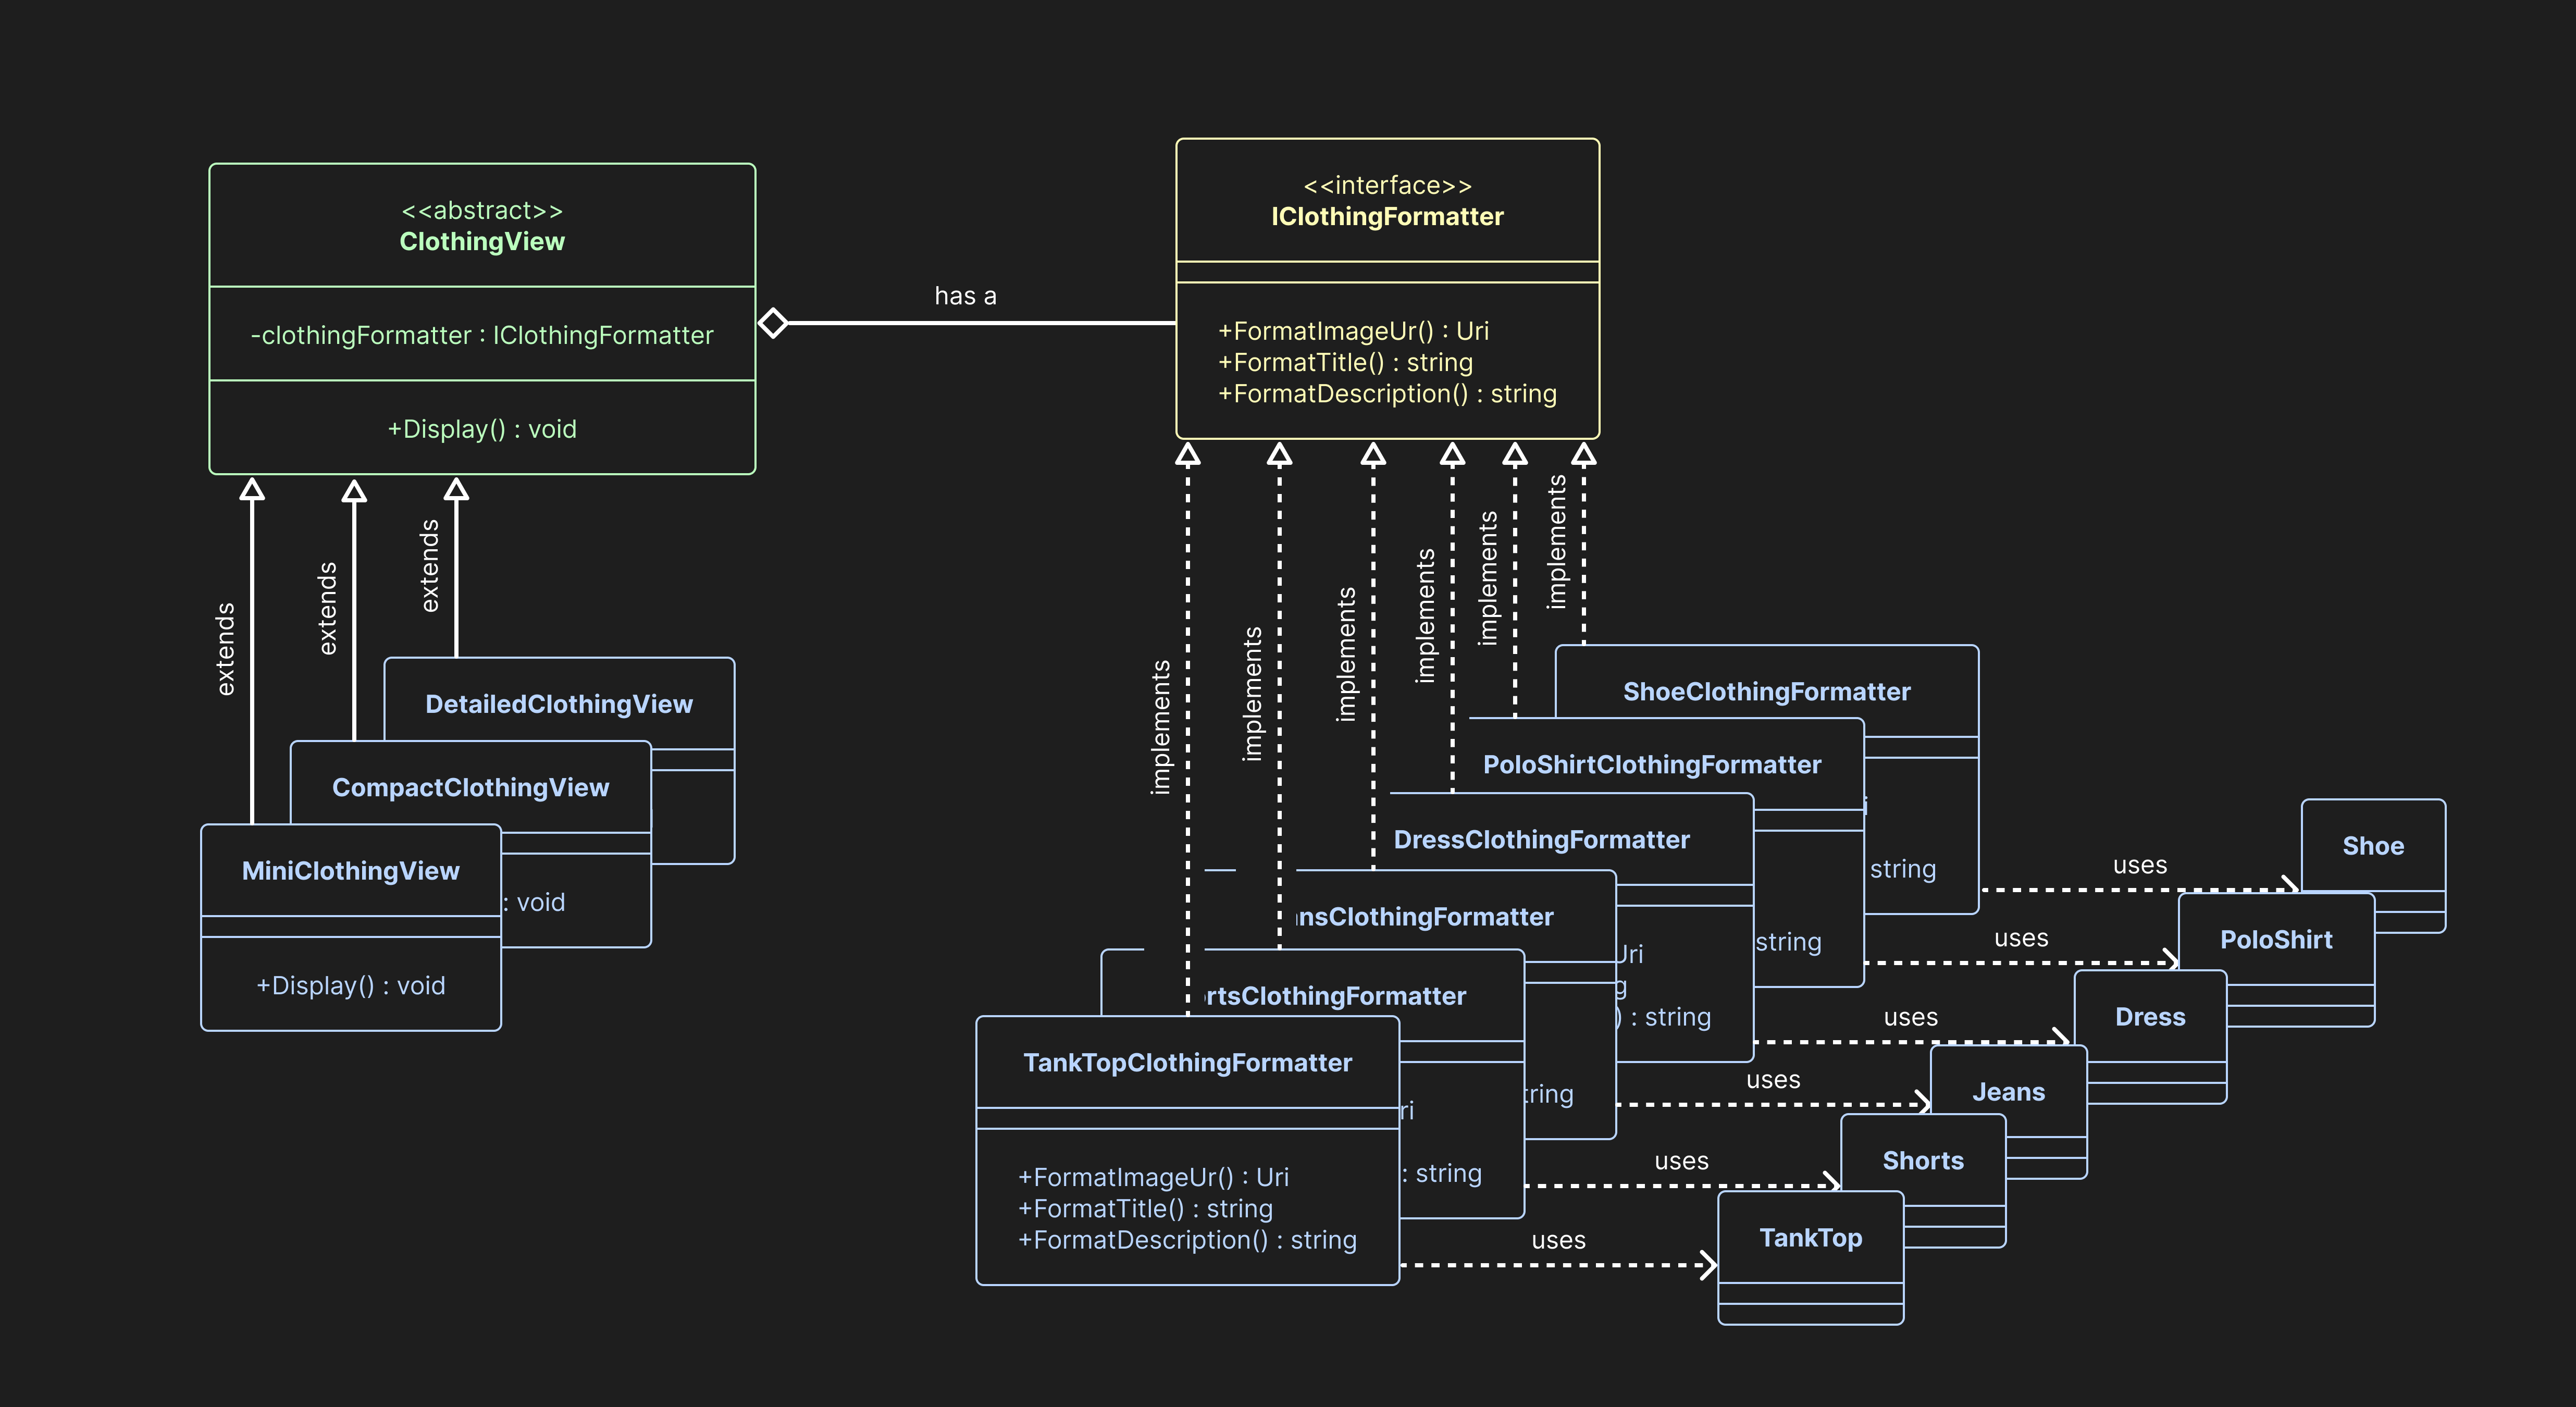 <<abstract>>
ClothingView
-clothingFormatter : IClothingFormatter
+Display() : void
has a
<<interface>>
IClothingFormatter
+FormatImageUr() : Uri
+FormatTitle() : string
+FormatDescription() : string
extends
extends
extends
DetailedClothingView
CompactClothingView
: void
MiniClothingView
+Display() : void
implements
implements
implements
implements
implements
implements
ShoeClothingFormatter
string
PoloShirtClothingFormatter
string
DressClothingFormatter
Uri
g
) : string
nsClothingFormatter
tring
rtsClothingFormatter
ri
: string
TankTopClothingFormatter
+FormatImageUr() : Uri
+FormatTitle() : string
+FormatDescription() : string
uses
uses
uses
uses
uses
uses
Shoe
PoloShirt
Dress
Jeans
Shorts
TankTop